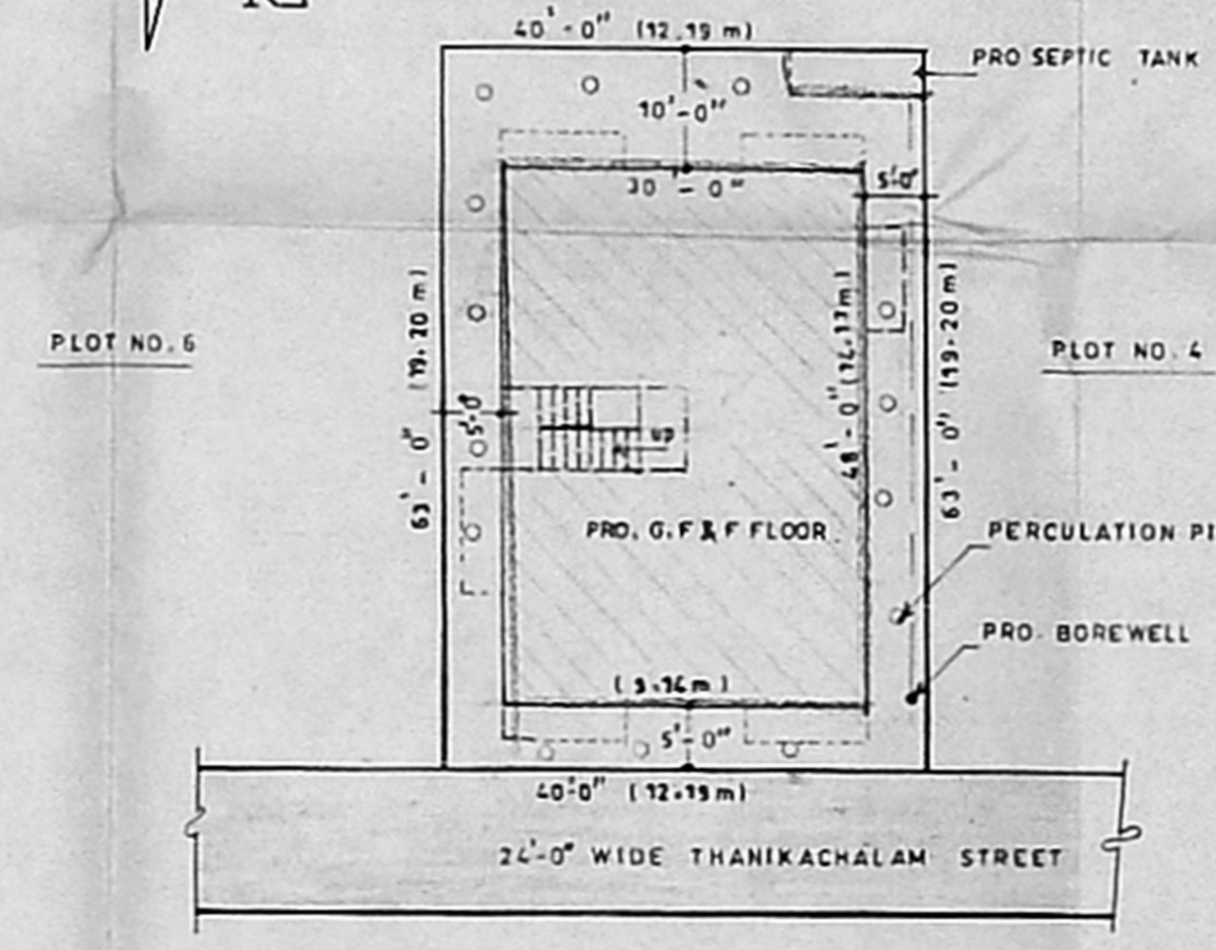 40'-0" (12.19 m)
PRO SEPTIC TANK
10'-0"
30'-0"
5'-0"
63'-0" (19.20 m)
48'-0" (14.17m)
63'-0" (19.20m)
PLOT NO. 6
PLOT NO. 4
5'-0"
UP
PRO. G.F & F FLOOR
PERCULATION PI
PRO. BOREWELL
(9.14m)
5'-0"
40'-0" (12.19 m)
24'-0" WIDE THANIKACHALAM STREET